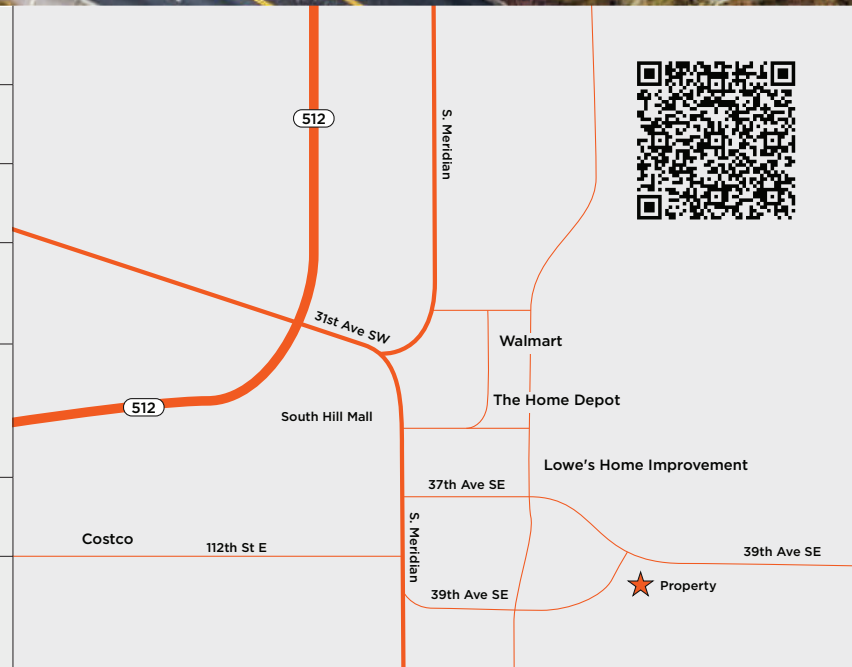 512
S. Meridian
31st Ave SW
Walmart
The Home Depot
512
South Hill Mall
Lowe's Home Improvement
37th Ave SE
S. Meridian
Costco
112th St E
39th Ave SE
39th Ave SE
Property